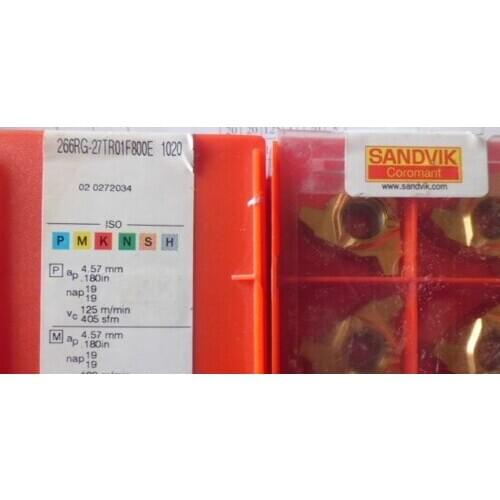 266RG-27TR01F800E 1020
02 0272034
ISO
P M K N S H
P ap 4.57 mm
.180in
nap 19
19
vc 125 m/min
405 sfm
M ap 4.57 mm
.180in
nap 19
19
SANDVIK
Coromant
www.sandvik.com